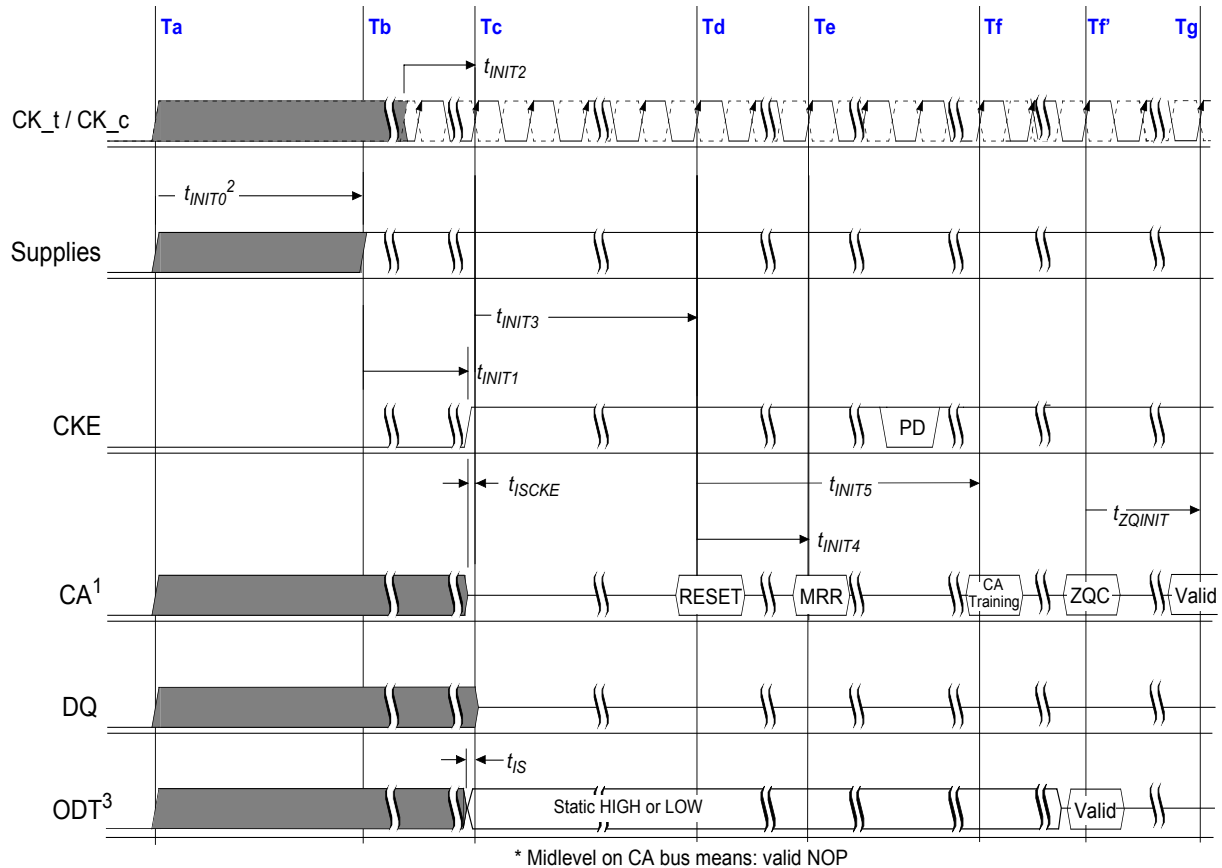 Ta Tb Tc Td Te Tf Tf' Tg
tINIT2
CK_t / CK_c
tINIT0 2
Supplies
tINIT3
tINIT1
CKE
PD
tISCKE
tINIT5
tZQINIT
tINIT4
CA1
RESET MRR CA Training ZQC Valid
DQ
tIS
ODT3
Static HIGH or LOW
Valid
* Midlevel on CA bus means: valid NOP